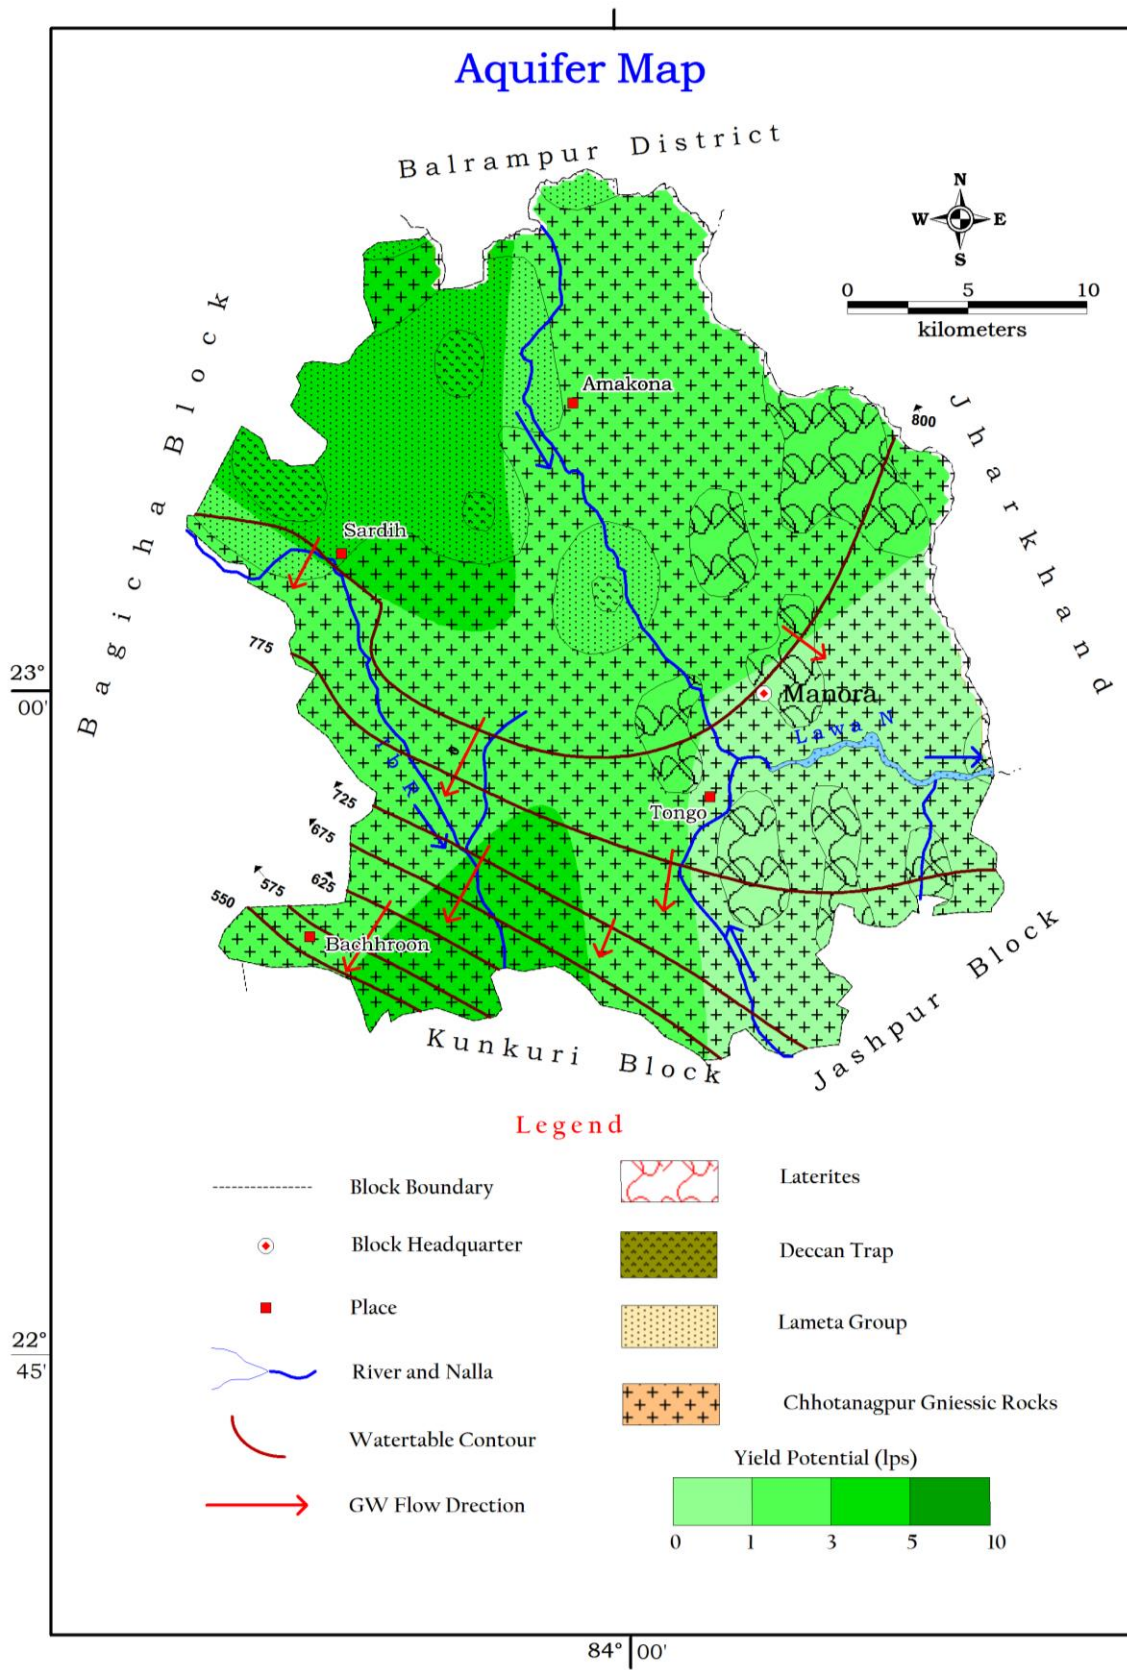 Aquifer Map
Balrampur District
N
W E
S
0 5 10
kilometers
Bagicha Block
Jharkhand
Amakona
800
Sardih
775
23°
00'
Manora
Lawa N
Ib R
725
Tongo
675
625
575
550
Bachhroon
Kunkuri Block
Jashpur Block
Legend
Block Boundary
Block Headquarter
Place
River and Nalla
Watertable Contour
GW Flow Direction
Laterites
Deccan Trap
Lameta Group
Chhotanagpur Gniessic Rocks
Yield Potential (lps)
0 1 3 5 10
22°
45'
84° 00'